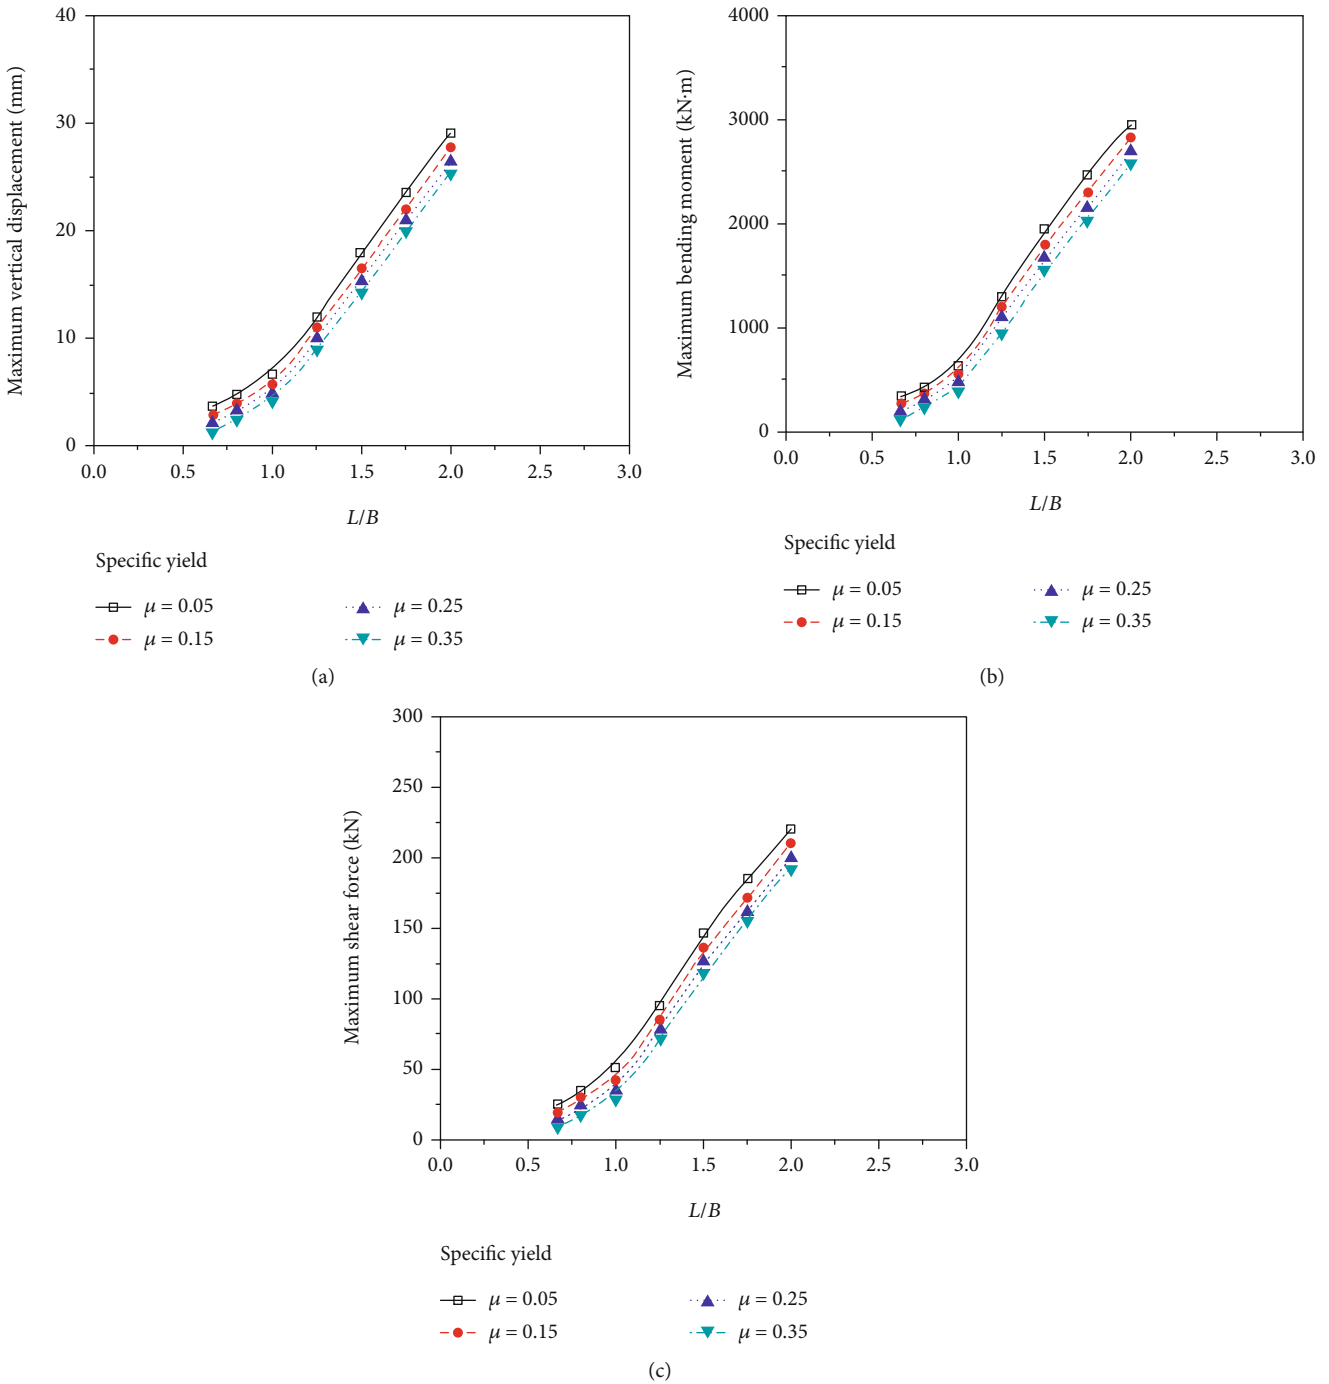 40
30
20
10
0
0.0 0.5 1.0 1.5 2.0 2.5 3.0
Maximum vertical displacement (mm)
L/B
Specific yield
μ = 0.05
μ = 0.25
μ = 0.15
μ = 0.35
(a)
4000
3000
2000
1000
0
0.0 0.5 1.0 1.5 2.0 2.5 3.0
Maximum bending moment (kN·m)
L/B
Specific yield
μ = 0.05
μ = 0.25
μ = 0.15
μ = 0.35
(b)
300
250
200
150
100
50
0
0.0 0.5 1.0 1.5 2.0 2.5 3.0
Maximum shear force (kN)
L/B
Specific yield
μ = 0.05
μ = 0.25
μ = 0.15
μ = 0.35
(c)